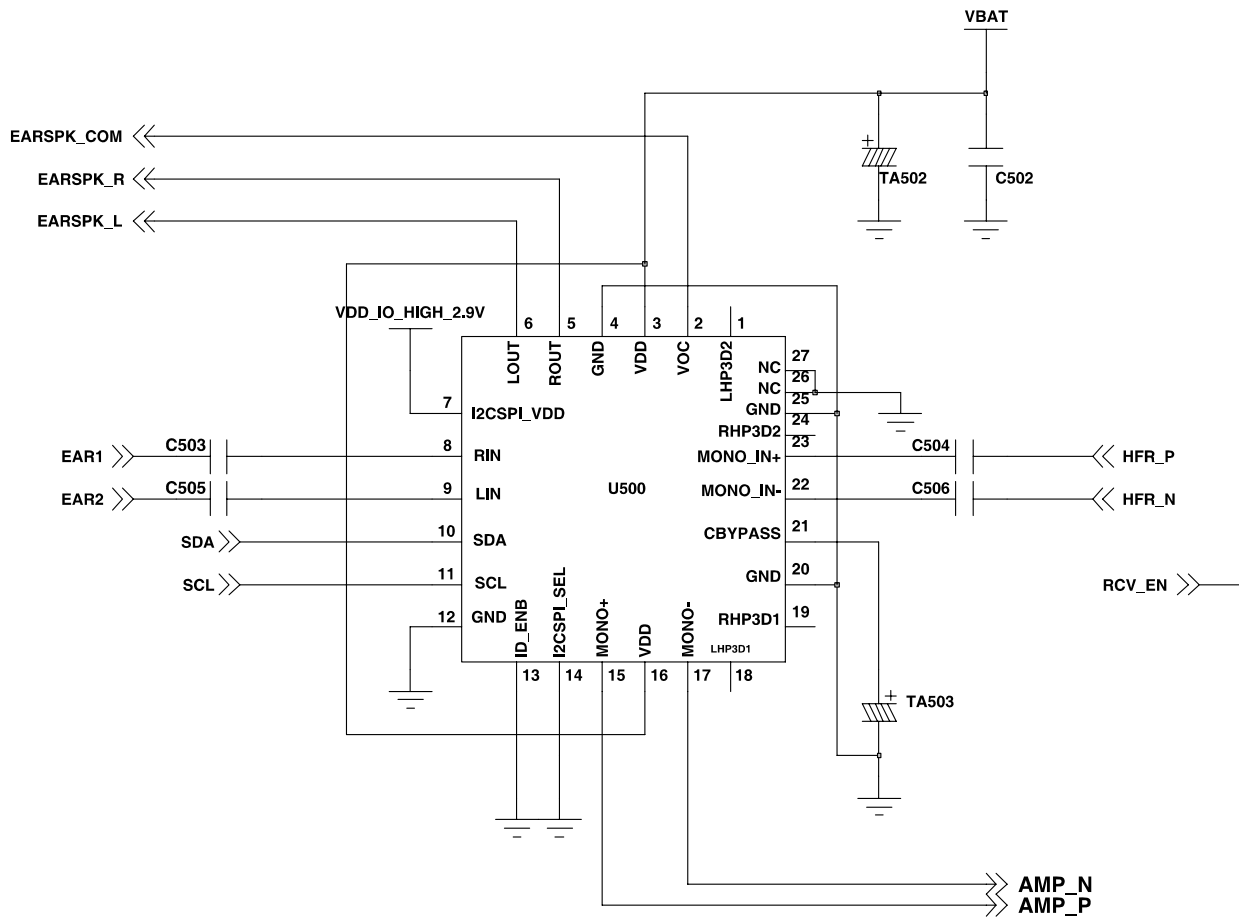 VBAT
EARSPK_COM
+
TA502
C502
EARSPK_R
EARSPK_L
VDD_IO_HIGH_2.9V
6 5 4 3 2 1
LOUT ROUT GND VDD VOC LHP3D2
NC 27
NC 26
GND 25
RHP3D2 24
7 I2CSPI_VDD
EAR1 C503 8 RIN
MONO_IN+ 23 C504 HFR_P
EAR2 C505 9 LIN
U500
MONO_IN- 22 C506 HFR_N
SDA 10 SDA
CBYPASS 21
SCL 11 SCL
GND 20
RCV_EN
12 GND
RHP3D1 19
ID_ENB I2CSPI_SEL MONO+ VDD MONO- LHP3D1
13 14 15 16 17 18
+
TA503
AMP_N
AMP_P